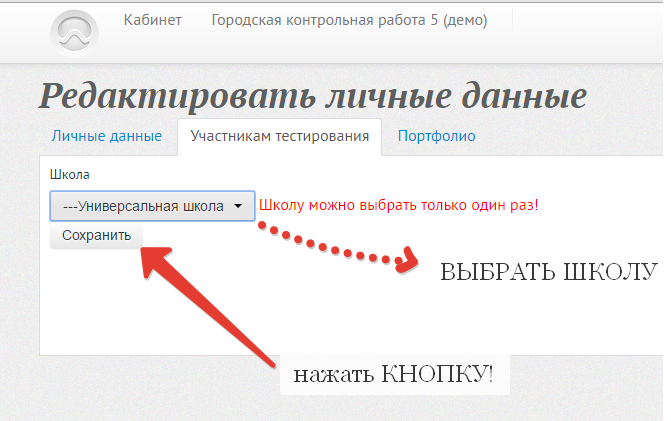 Кабинет Городская контрольная работа 5 (демо)
Редактировать личные данные
Личные данные Участникам тестирования Портфолио
Школа
---Универсальная школа Школу можно выбрать только один раз!
Сохранить
ВЫБРАТЬ ШКОЛУ
нажать КНОПКУ!